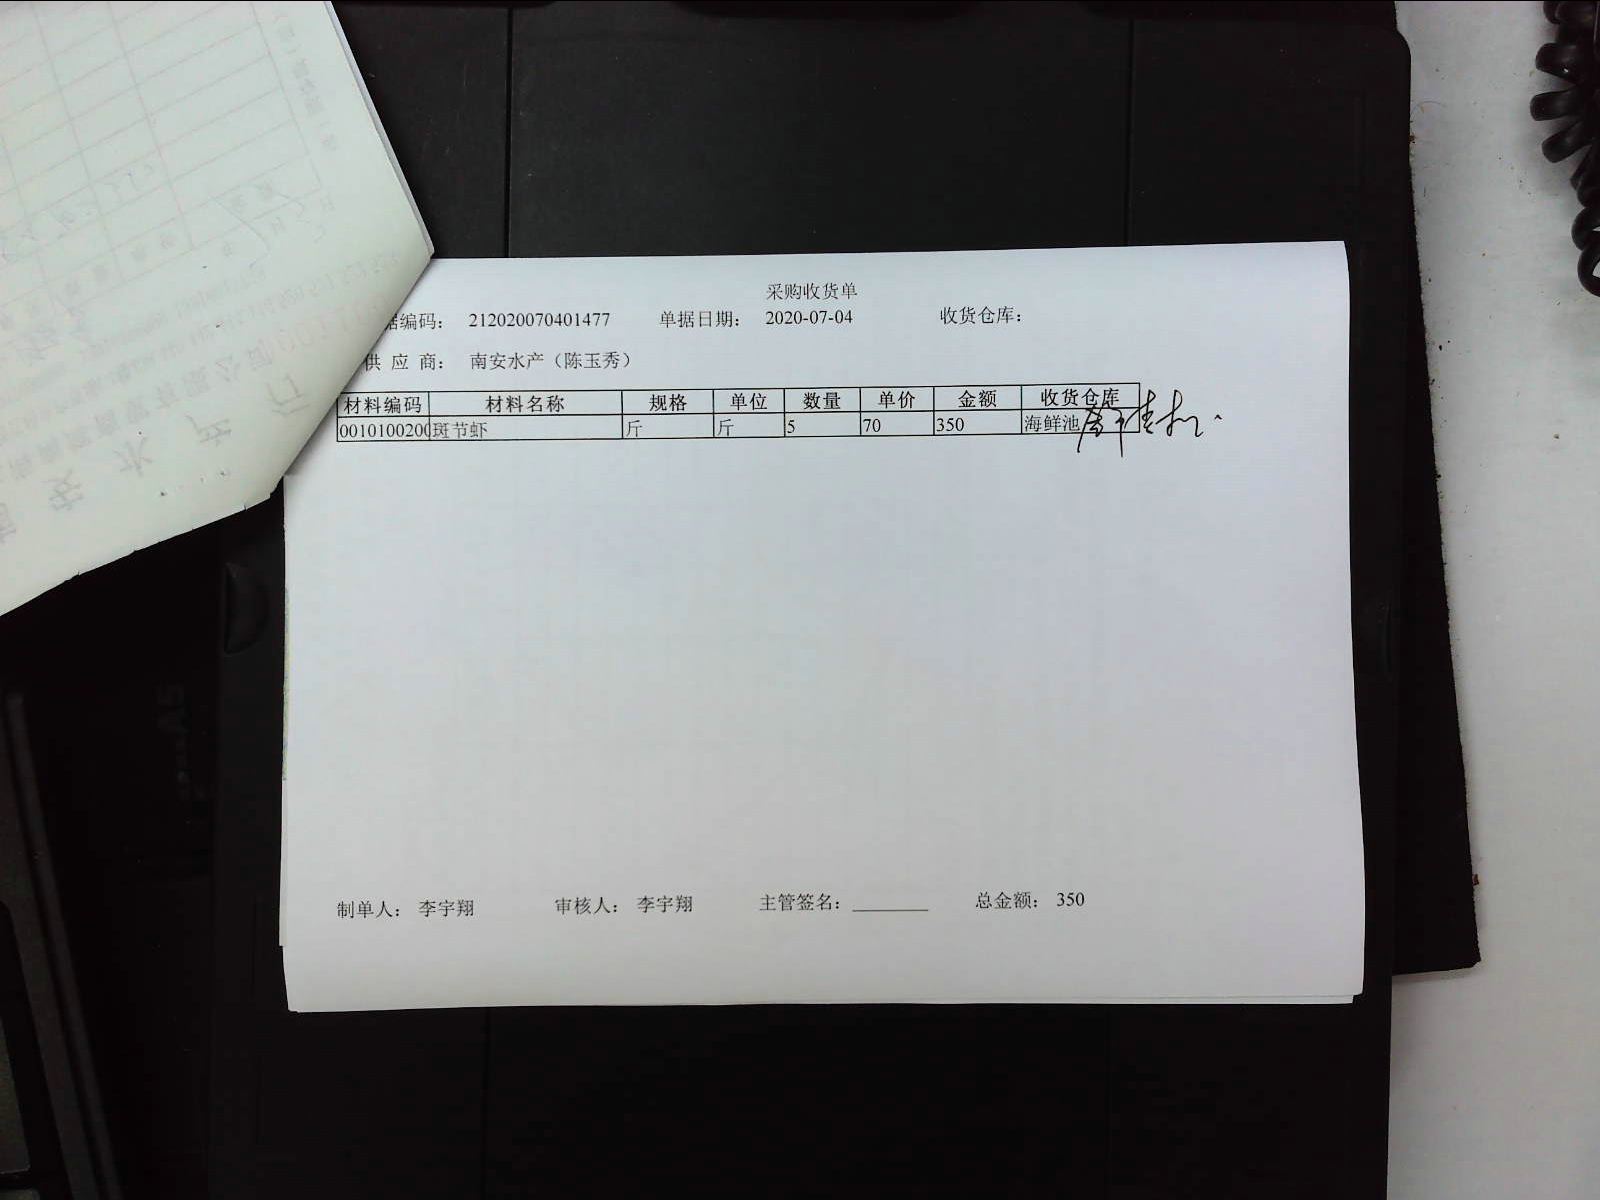 采购收货单
据编码： 212020070401477 单据日期： 2020-07-04 收货仓库：
供应商： 南安水产（陈玉秀）
材料编码 材料名称 规格 单位 数量 单价 金额 收货仓库
0010100200 斑节虾 斤 斤 5 70 350 海鲜池
制单人： 李宇翔 审核人： 李宇翔 主管签名： 总金额： 350